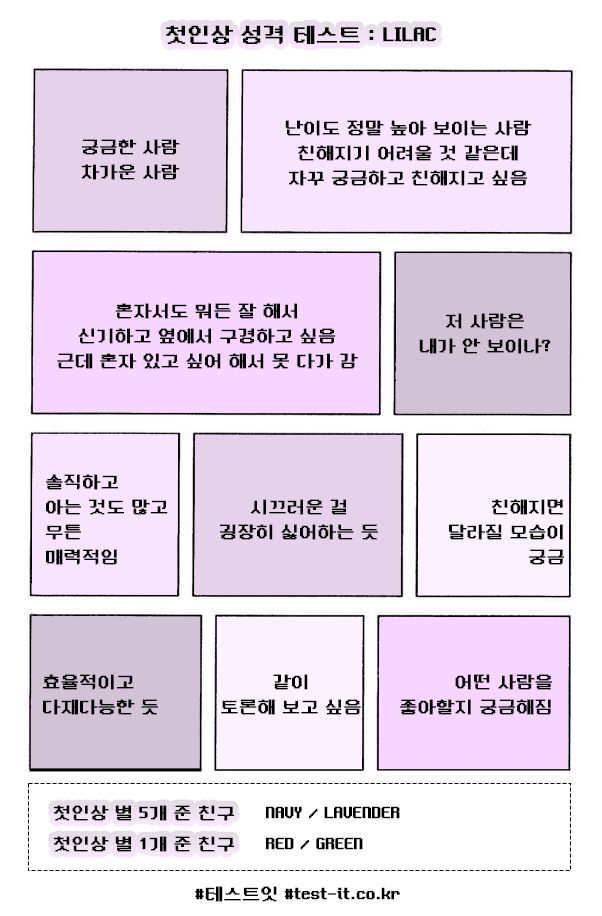 첫인상 성격 테스트 : LILAC
궁금한 사람
차가운 사람
난이도 정말 높아 보이는 사람
친해지기 어려울 것 같은데
자꾸 궁금하고 친해지고 싶음
혼자서도 뭐든 잘 해서
신기하고 옆에서 구경하고 싶음
근데 혼자 있고 싶어 해서 못 다가 감
저 사람은
내가 안 보이나?
솔직하고
아는 것도 많고
무튼
매력적임
시끄러운 걸
굉장히 싫어하는 듯
친해지면
달라질 모습이
궁금
효율적이고
다재다능한 듯
같이
토론해 보고 싶음
어떤 사람을
좋아할지 궁금해짐
첫인상 별 5개 준 친구 NAVY / LAVENDER
첫인상 별 1개 준 친구 RED / GREEN
#테스트잇 #test-it.co.kr